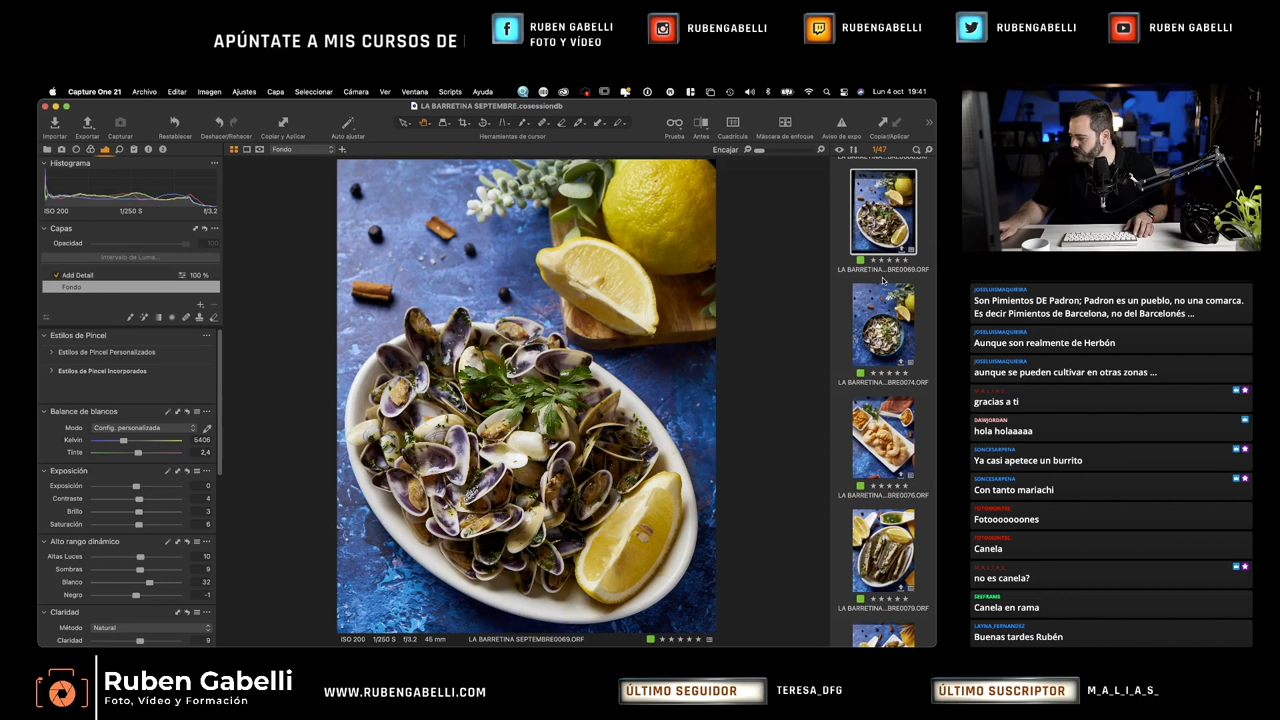 APÚNTATE A MIS CURSOS DE
RUBEN GABELLI
FOTO Y VÍDEO
RUBENGABELLI
RUBENGABELLI
RUBENGABELLI
RUBEN GABELLI
Capture One 21 Archivo Editar Imagen Ajustes Capa Seleccionar Cámara Ver Ventana Scripts Ayuda
Lun 4 oct 19:41
LA BARRETINA SEPTEMBRE.cosessiondb
Importar Exportar Capturar Restablecer Deshacer/Rehacer Copiar y Aplicar Auto ajustar Herramientas de cursor Prueba Antes Cuadrícula Máscara de enfoque Aviso de expo Copiar/Aplicar
Fondo
Encajar
1/47
Histograma
ISO 200 1/250 S f/3.2
Capas
Opacidad 100
Intervalo de Luma...
Add Detail 100 %
Fondo
Estilos de Pincel
Estilos de Pincel Personalizados
Estilos de Pincel Incorporados
Balance de blancos
Modo Config. personalizada
Kelvin 5406
Tinte 2,4
Exposición
Exposición 0
Contraste 4
Brillo 3
Saturación 6
Alto rango dinámico
Altas Luces 10
Sombras 9
Blanco 32
Negro -1
Claridad
Método Natural
Claridad 9
ISO 200 1/250 S f/3.2 45 mm LA BARRETINA SEPTEMBRE0069.ORF
LA BARRETINA...BRE0069.ORF
LA BARRETINA...BRE0074.ORF
LA BARRETINA...BRE0076.ORF
LA BARRETINA...BRE0079.ORF
JOSELUISMAQUIEIRA
Son Pimientos DE Padron; Padron es un pueblo, no una comarca.
Es decir Pimientos de Barcelona, no del Barcelonés ...
JOSELUISMAQUIEIRA
Aunque son realmente de Herbón
JOSELUISMAQUIEIRA
aunque se pueden cultivar en otras zonas ...
M_A_L_I_A_S_
gracias a ti
DAWJORDAN
hola holaaaaa
SONCESARPENA
Ya casi apetece un burrito
SONCESARPENA
Con tanto mariachi
Fotooooooones
Canela
M_A_L_I_A_S_
no es canela?
SEEFRAME
Canela en rama
LAYNA_FERNANDEZ
Buenas tardes Rubén
Ruben Gabelli
Foto, Vídeo y Formación
WWW.RUBENGABELLI.COM
ÚLTIMO SEGUIDOR
TERESA_DFG
ÚLTIMO SUSCRIPTOR
M_A_L_I_A_S_